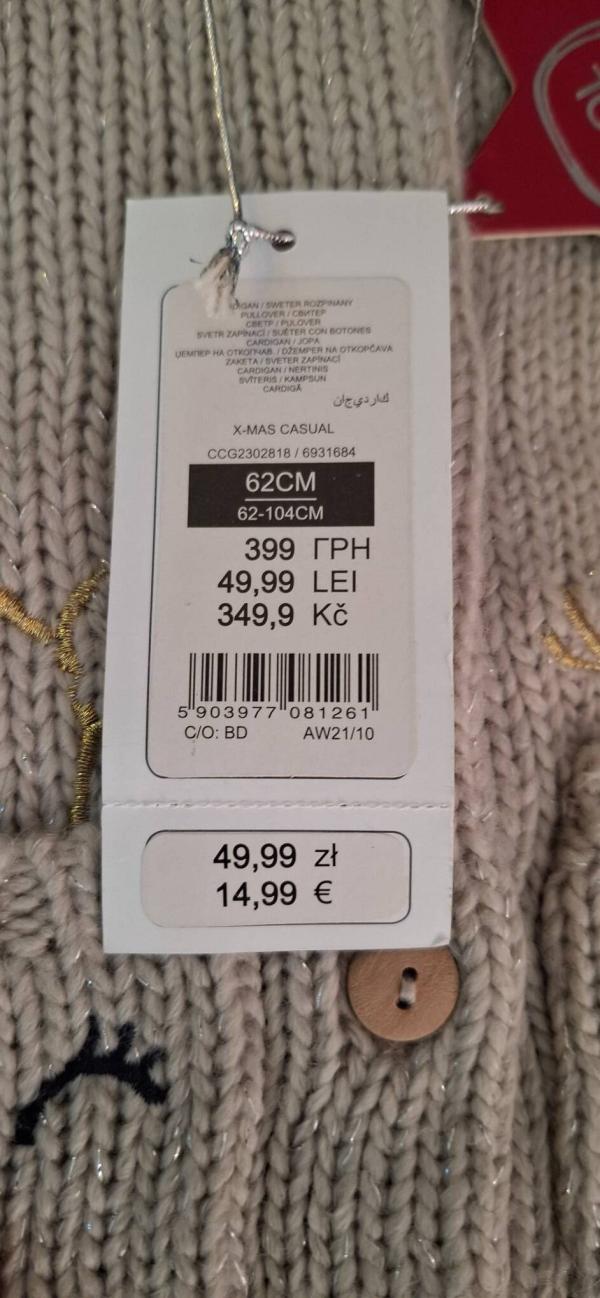 / SWETER ROZPINANY
PULLOVER / СВИТЕР
СВЕТР / PULOVER
SVETR ZAPÍNACÍ / SUÉTER CON BOTONES
CARDIGAN / JOPA
ЏЕМПЕР НА ОТКОПЧАВ. / DŽEMPER NA OTKOPČAVA
ZAKETA / SVETER ZAPÍNACÍ
CARDIGAN / NERTINIS
SVĪTERIS / KAMPSUN
CARDIGÃ
كارديجان
X-MAS CASUAL
CCG2302818 / 6931684
62CM
62-104CM
399 ГРН
49,99 LEI
349,9 Kč
5 903977 081261
C/O: BD AW21/10
49,99 zł
14,99 €